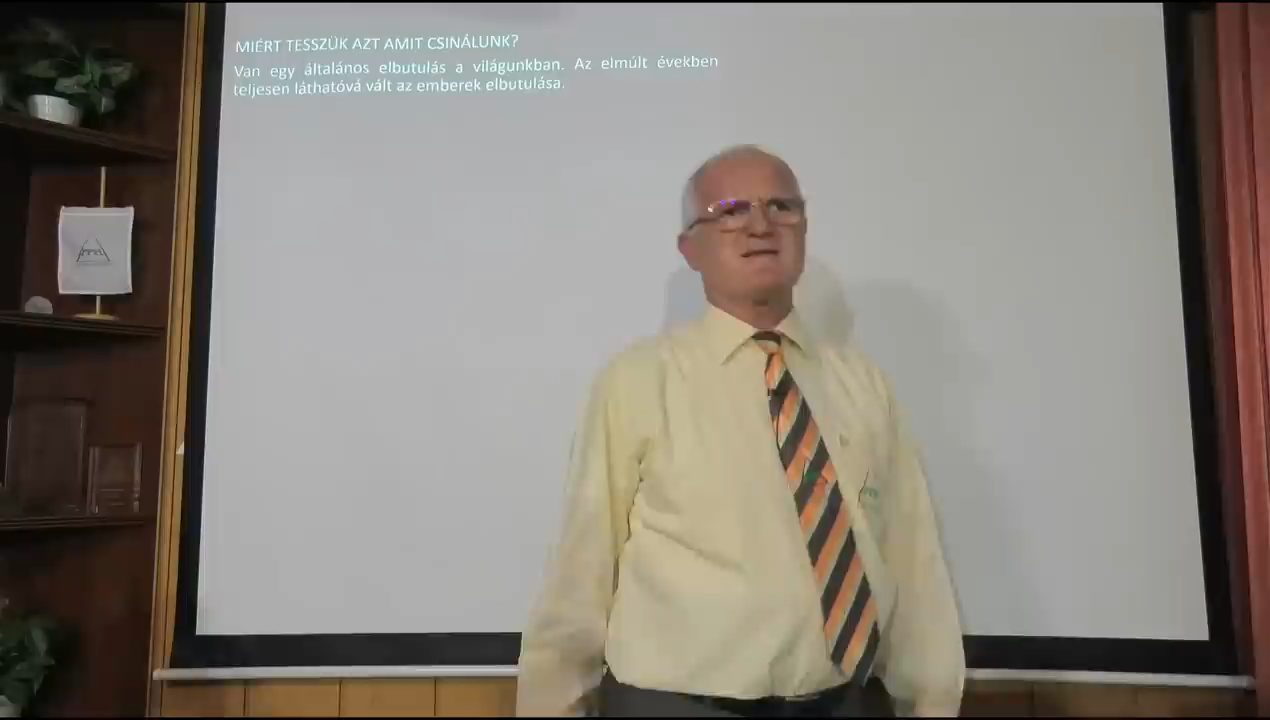 MIÉRT TESSZÜK AZT AMIT CSINÁLUNK?
Van egy általános elbutulás a világunkban. Az elmúlt években
teljesen láthatóvá vált az emberek elbutulása.